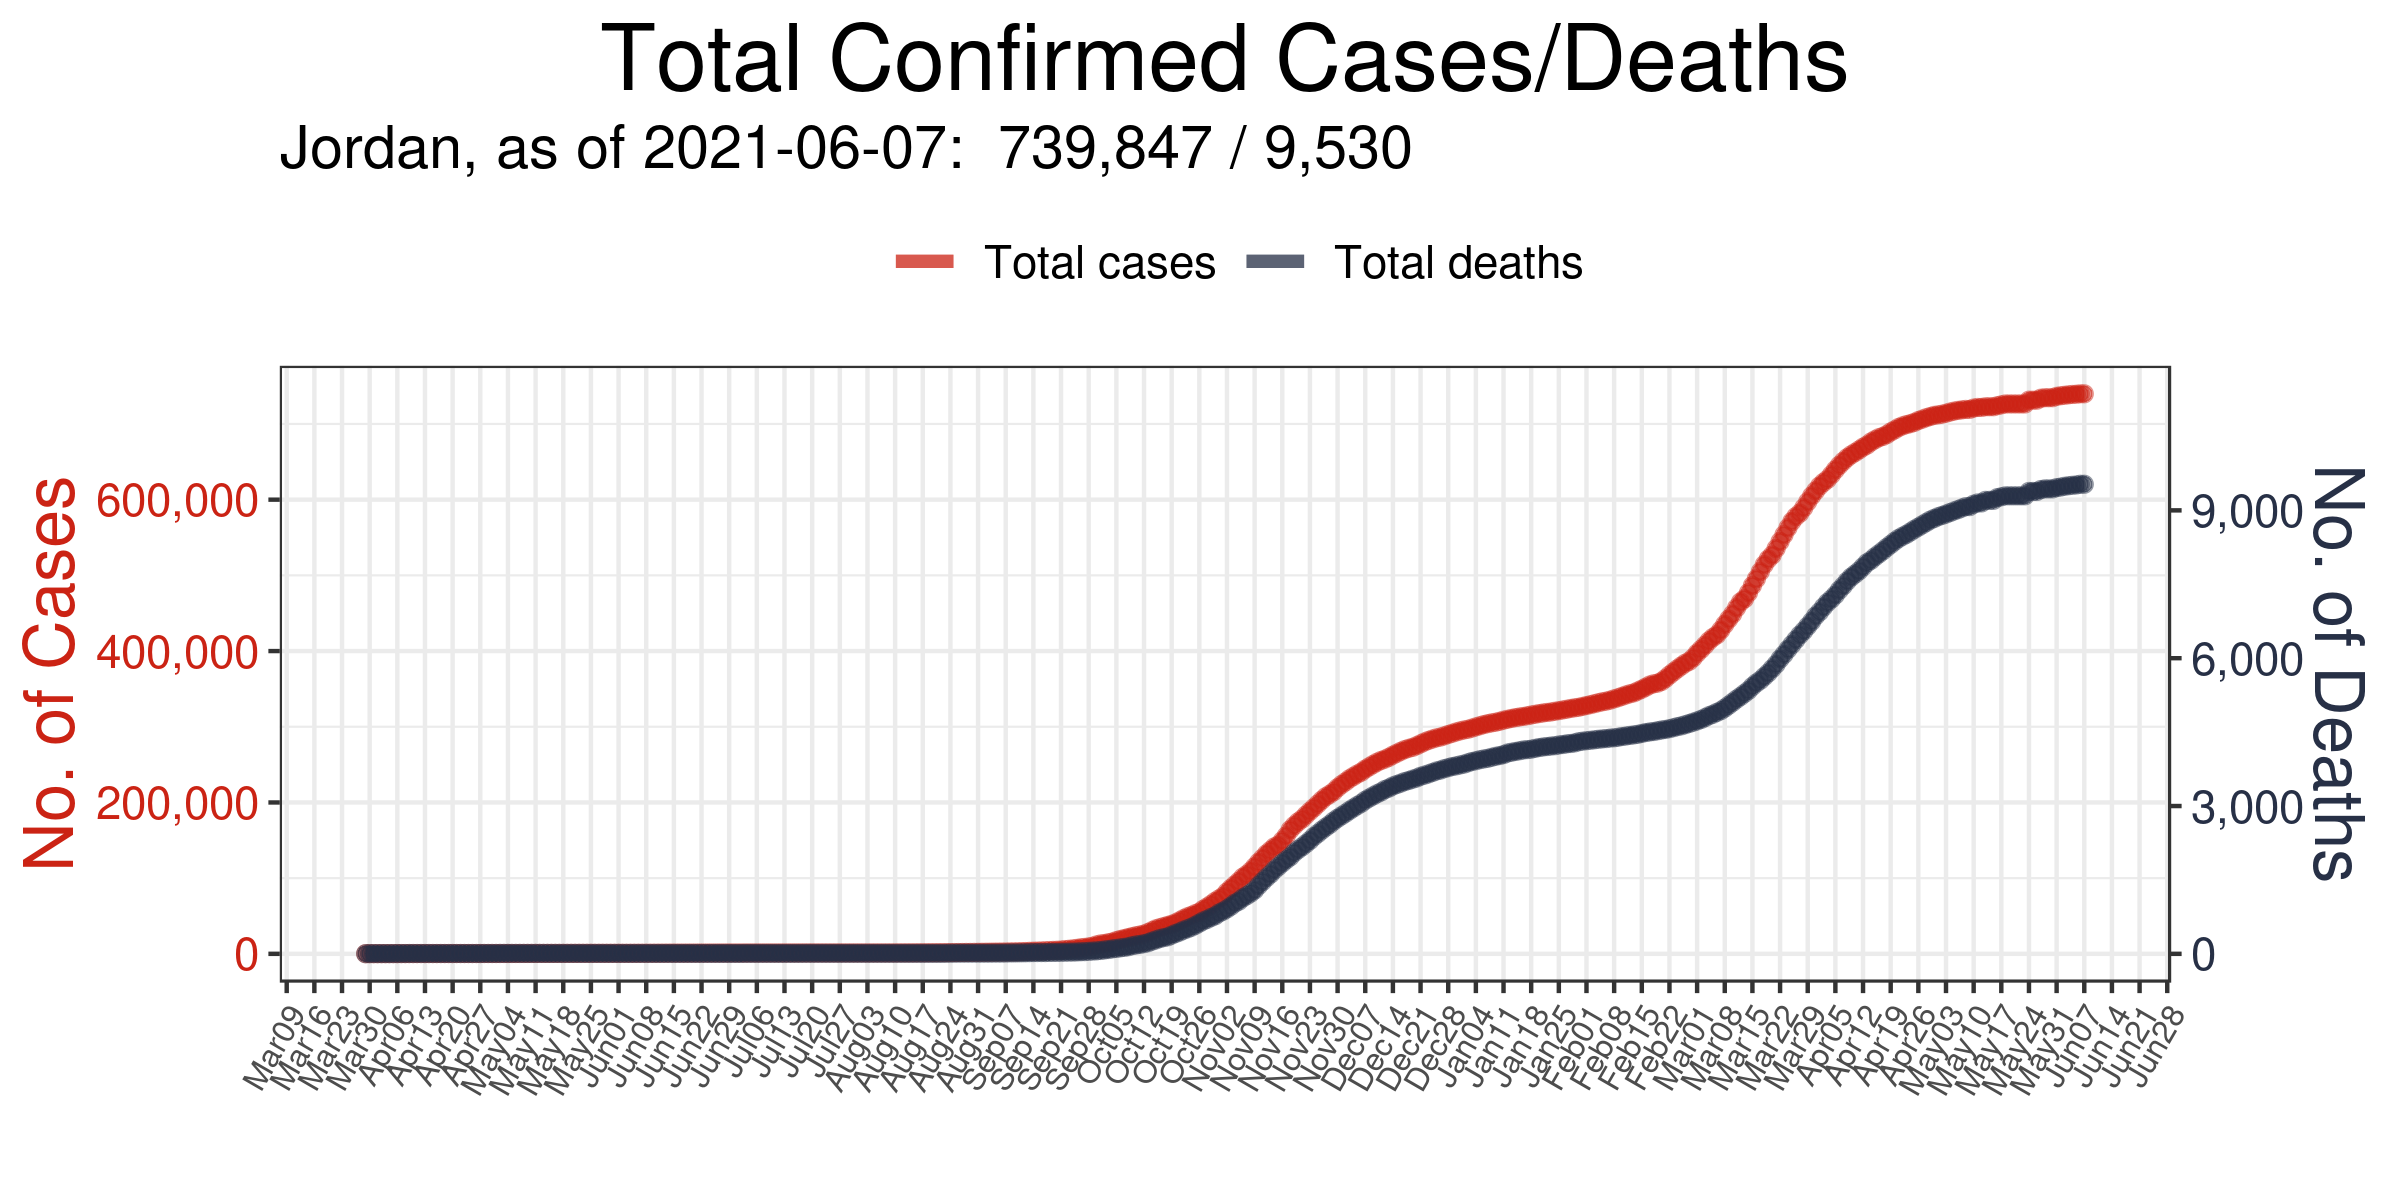 Total Confirmed Cases/Deaths
Jordan, as of 2021-06-07:  739,847 / 9,530
Total cases
Total deaths
No. of Cases
600,000
400,000
200,000
0
9,000
6,000
3,000
0
No. of Deaths
Mar09
Mar16
Mar23
Mar30
Apr06
Apr13
Apr20
Apr27
May04
May11
May18
May25
Jun01
Jun08
Jun15
Jun22
Jun29
Jul06
Jul13
Jul20
Jul27
Aug03
Aug10
Aug17
Aug24
Aug31
Sep07
Sep14
Sep21
Sep28
Oct05
Oct12
Oct19
Oct26
Nov02
Nov09
Nov16
Nov23
Nov30
Dec07
Dec14
Dec21
Dec28
Jan04
Jan11
Jan18
Jan25
Feb01
Feb08
Feb15
Feb22
Mar01
Mar08
Mar15
Mar22
Mar29
Apr05
Apr12
Apr19
Apr26
May03
May10
May17
May24
May31
Jun07
Jun14
Jun21
Jun28